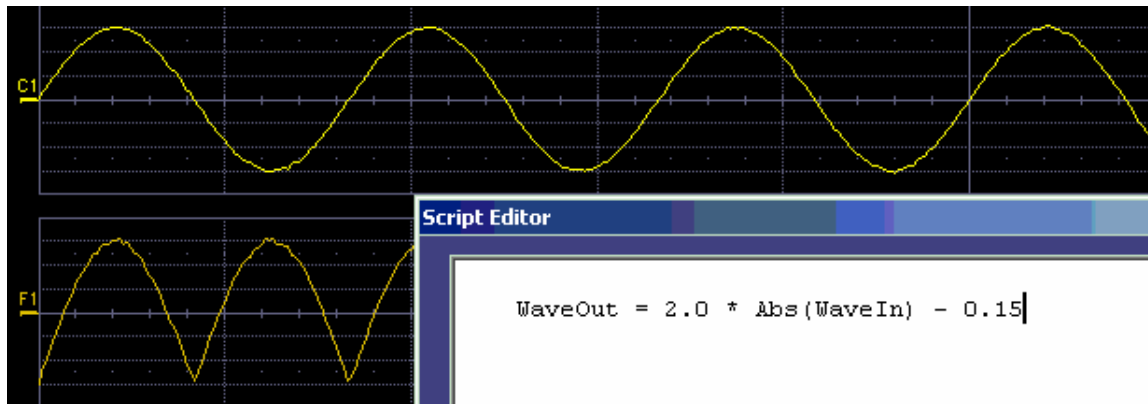 C1
Script Editor
F1
WaveOut = 2.0 * Abs(WaveIn) - 0.15